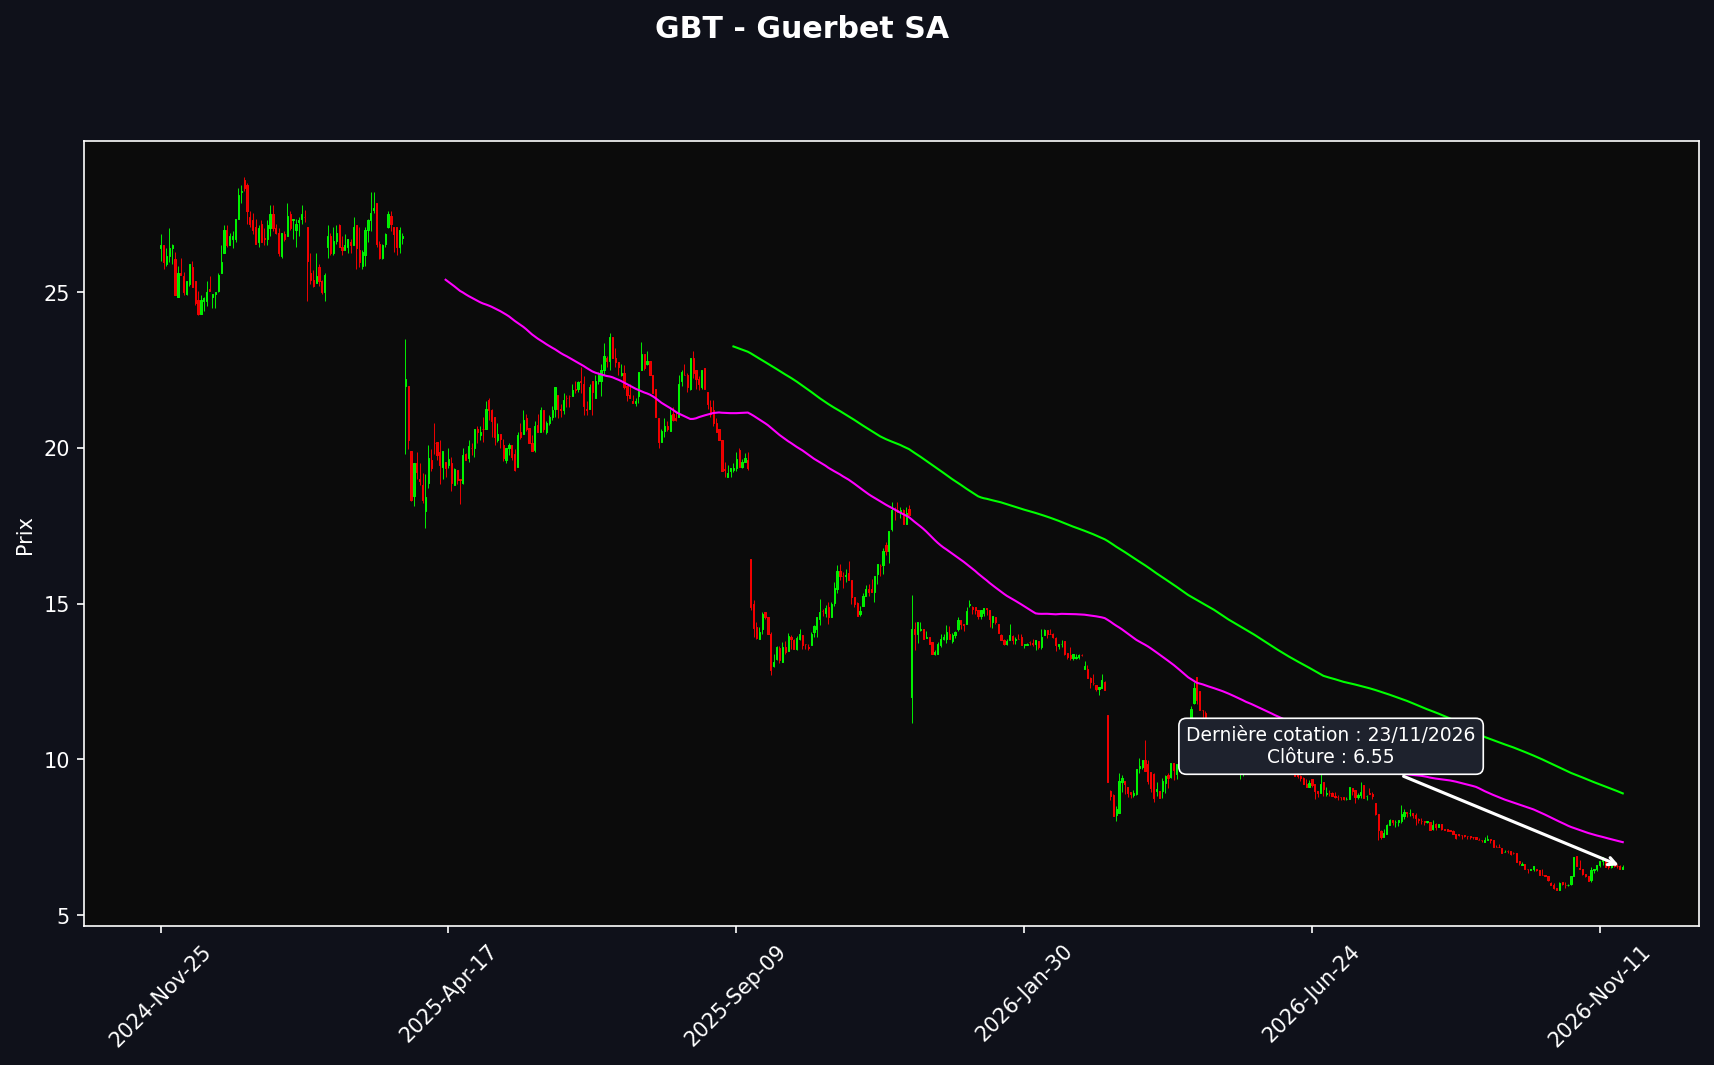 GBT - Guerbet SA
Prix
25
20
15
10
5
Dernière cotation : 23/11/2026
Clôture : 6.55
2024-Nov-25
2025-Apr-17
2025-Sep-09
2026-Jan-30
2026-Jun-24
2026-Nov-11